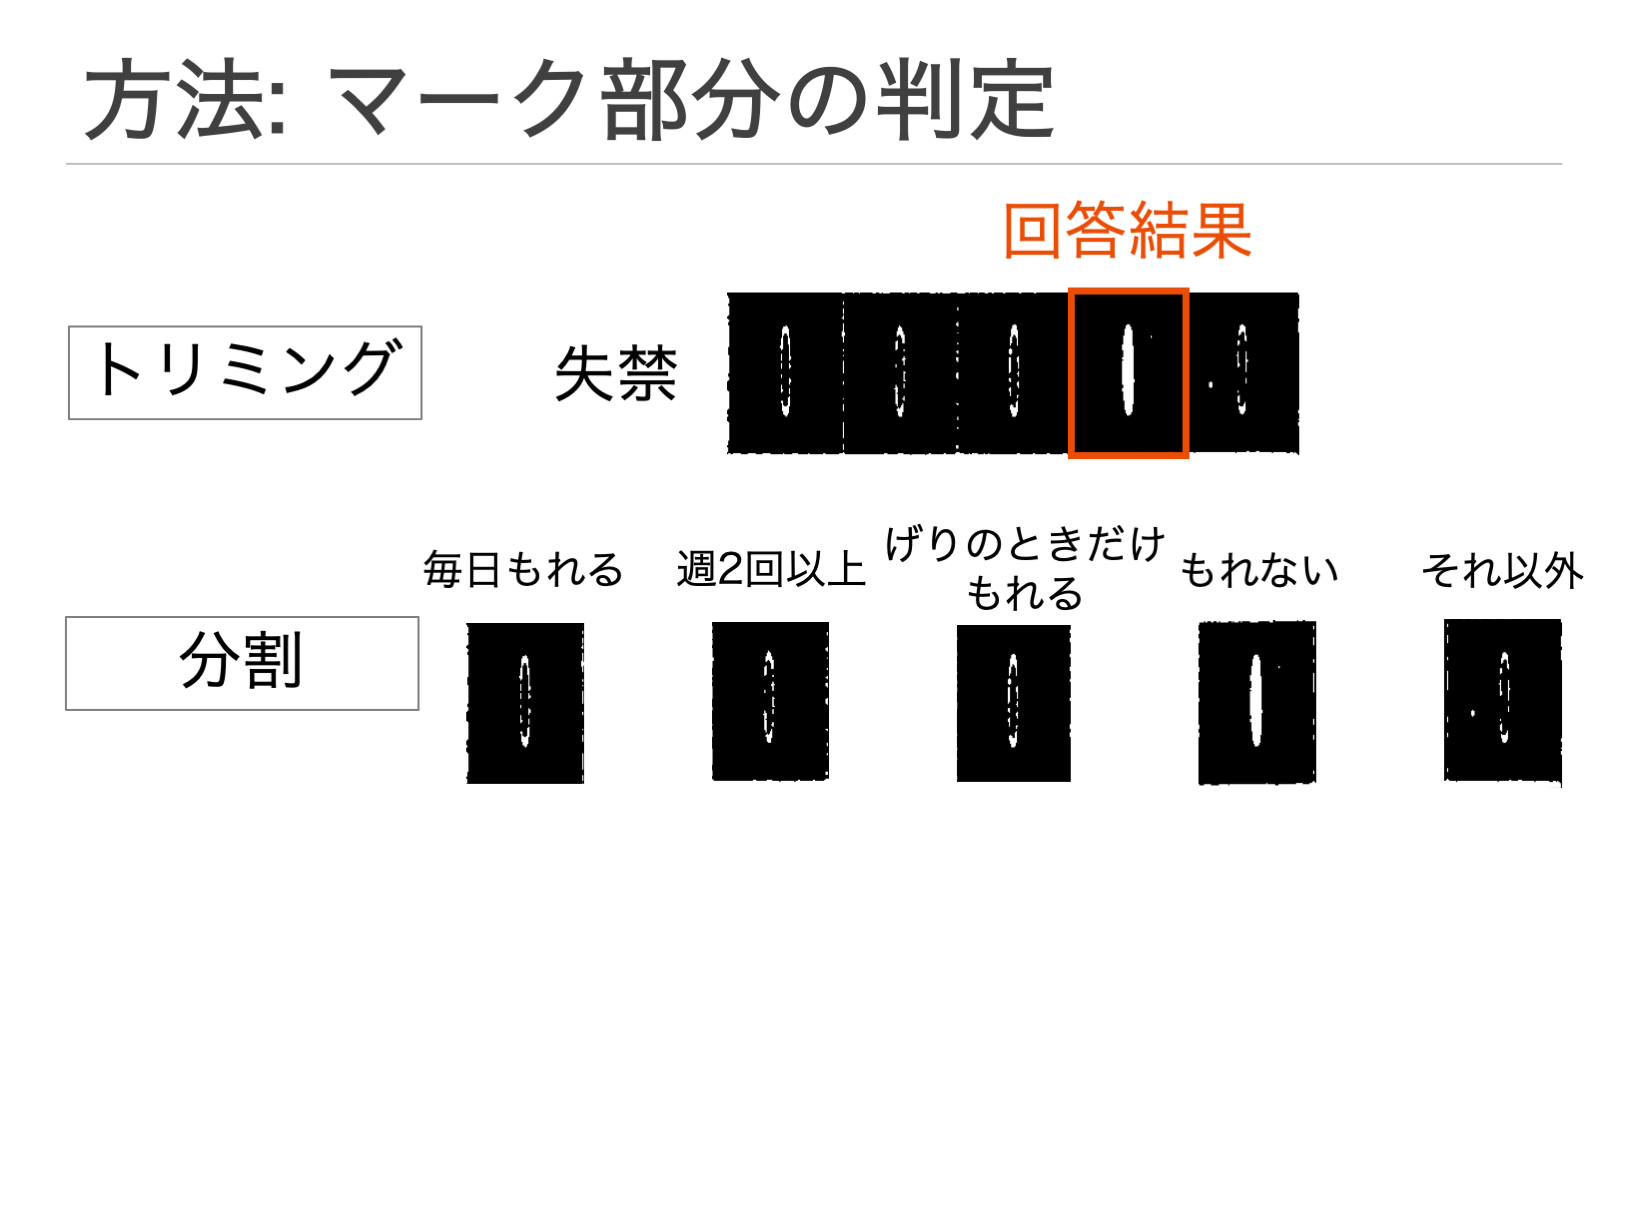 方法: マーク部分の判定
回答結果
トリミング
失禁
毎日もれる
週2回以上
げりのときだけ
もれる
もれない
それ以外
分割